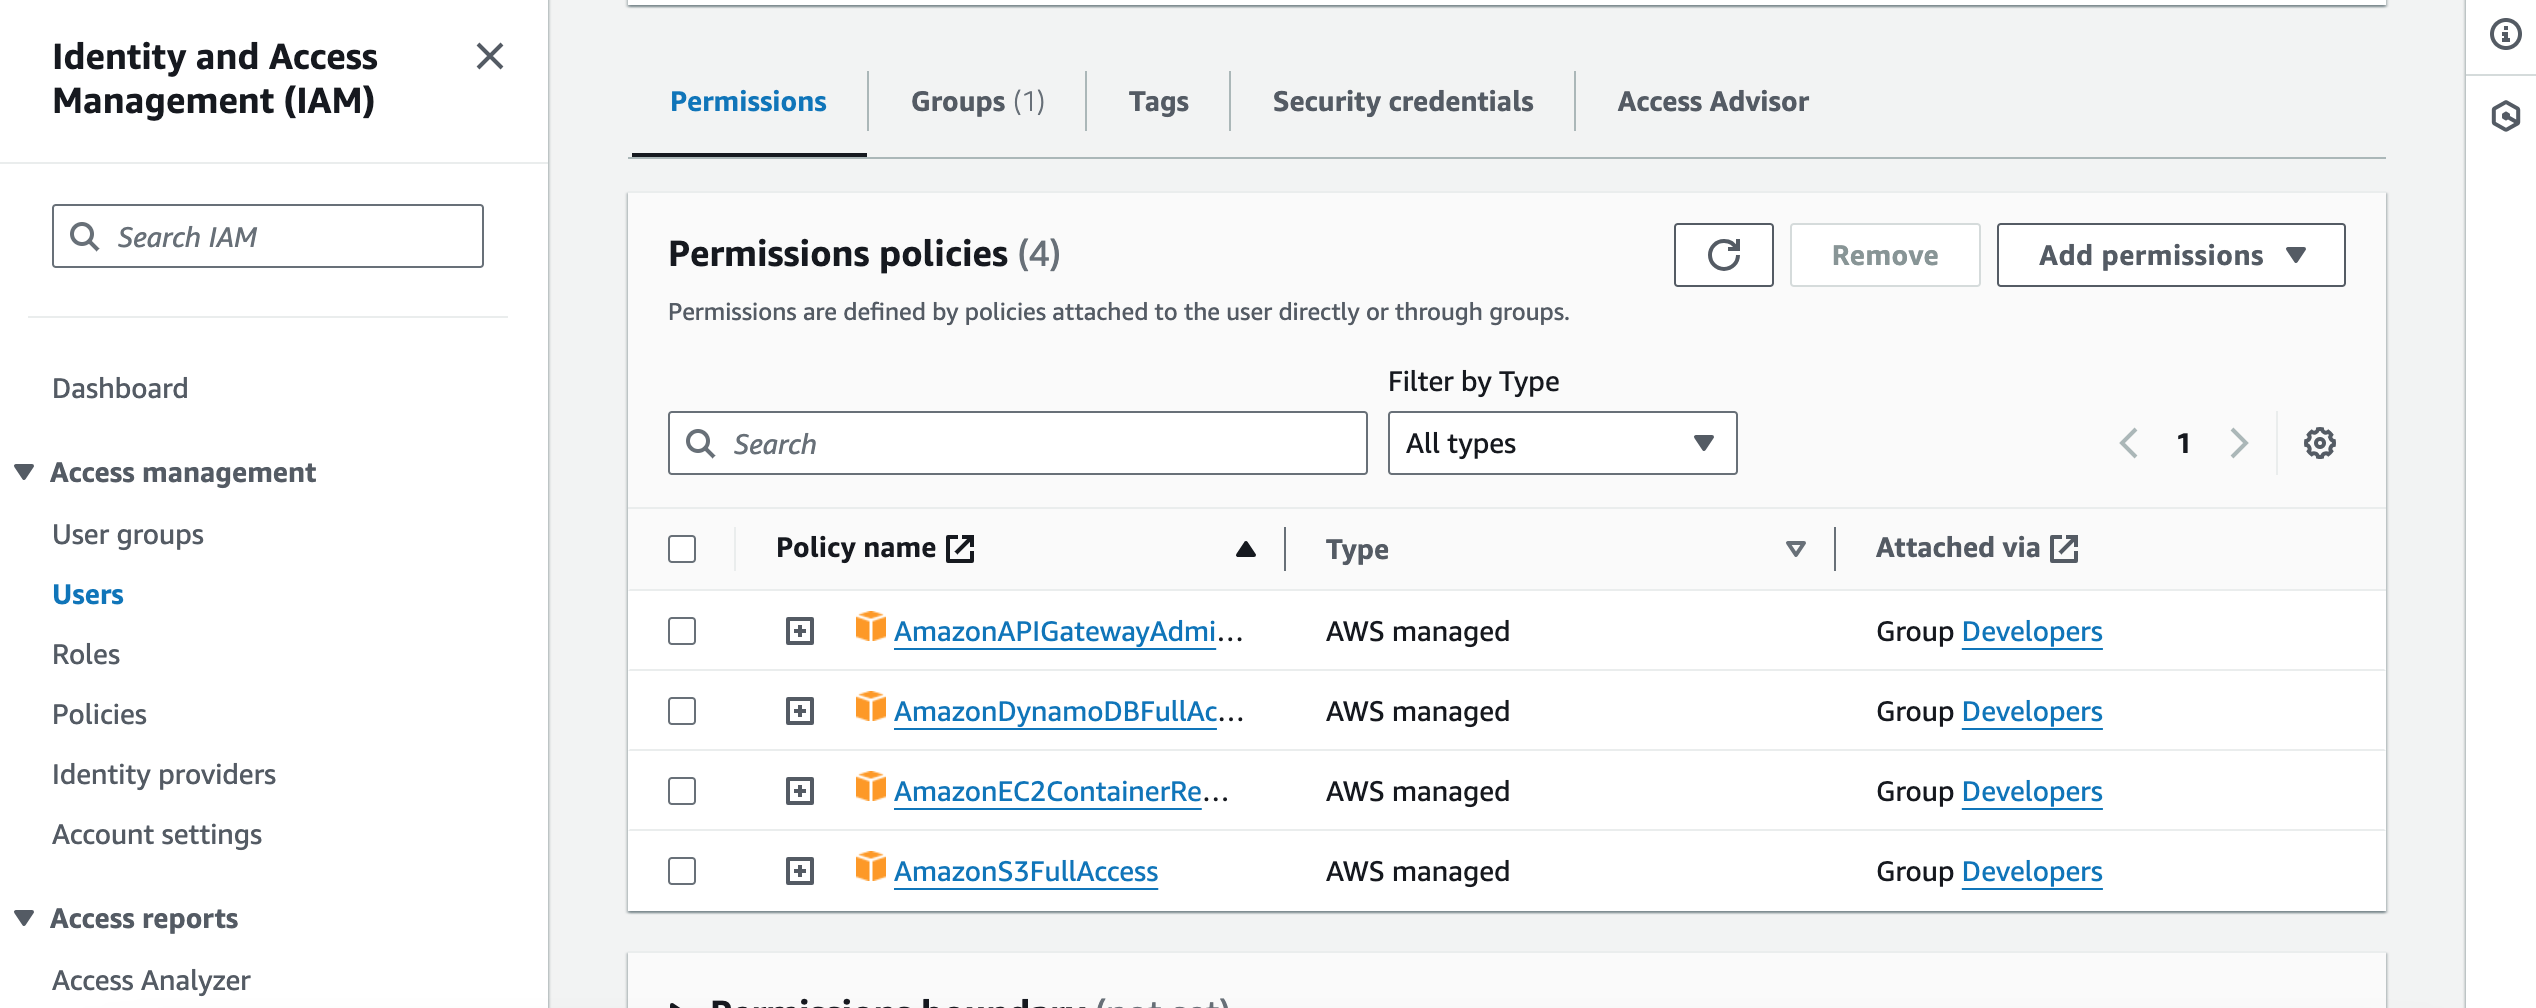 Identity and Access
Management (IAM)
Search IAM
Dashboard
Access management
User groups
Users
Roles
Policies
Identity providers
Account settings
Access reports
Access Analyzer
Permissions
Groups (1)
Tags
Security credentials
Access Advisor
Permissions policies (4)
Remove
Add permissions
Permissions are defined by policies attached to the user directly or through groups.
Filter by Type
Search
All types
1
Policy name
Type
Attached via
AmazonAPIGatewayAdmi...
AWS managed
Group Developers
AmazonDynamoDBFullAc...
AWS managed
Group Developers
AmazonEC2ContainerRe...
AWS managed
Group Developers
AmazonS3FullAccess
AWS managed
Group Developers
Permissions boundary (not set)